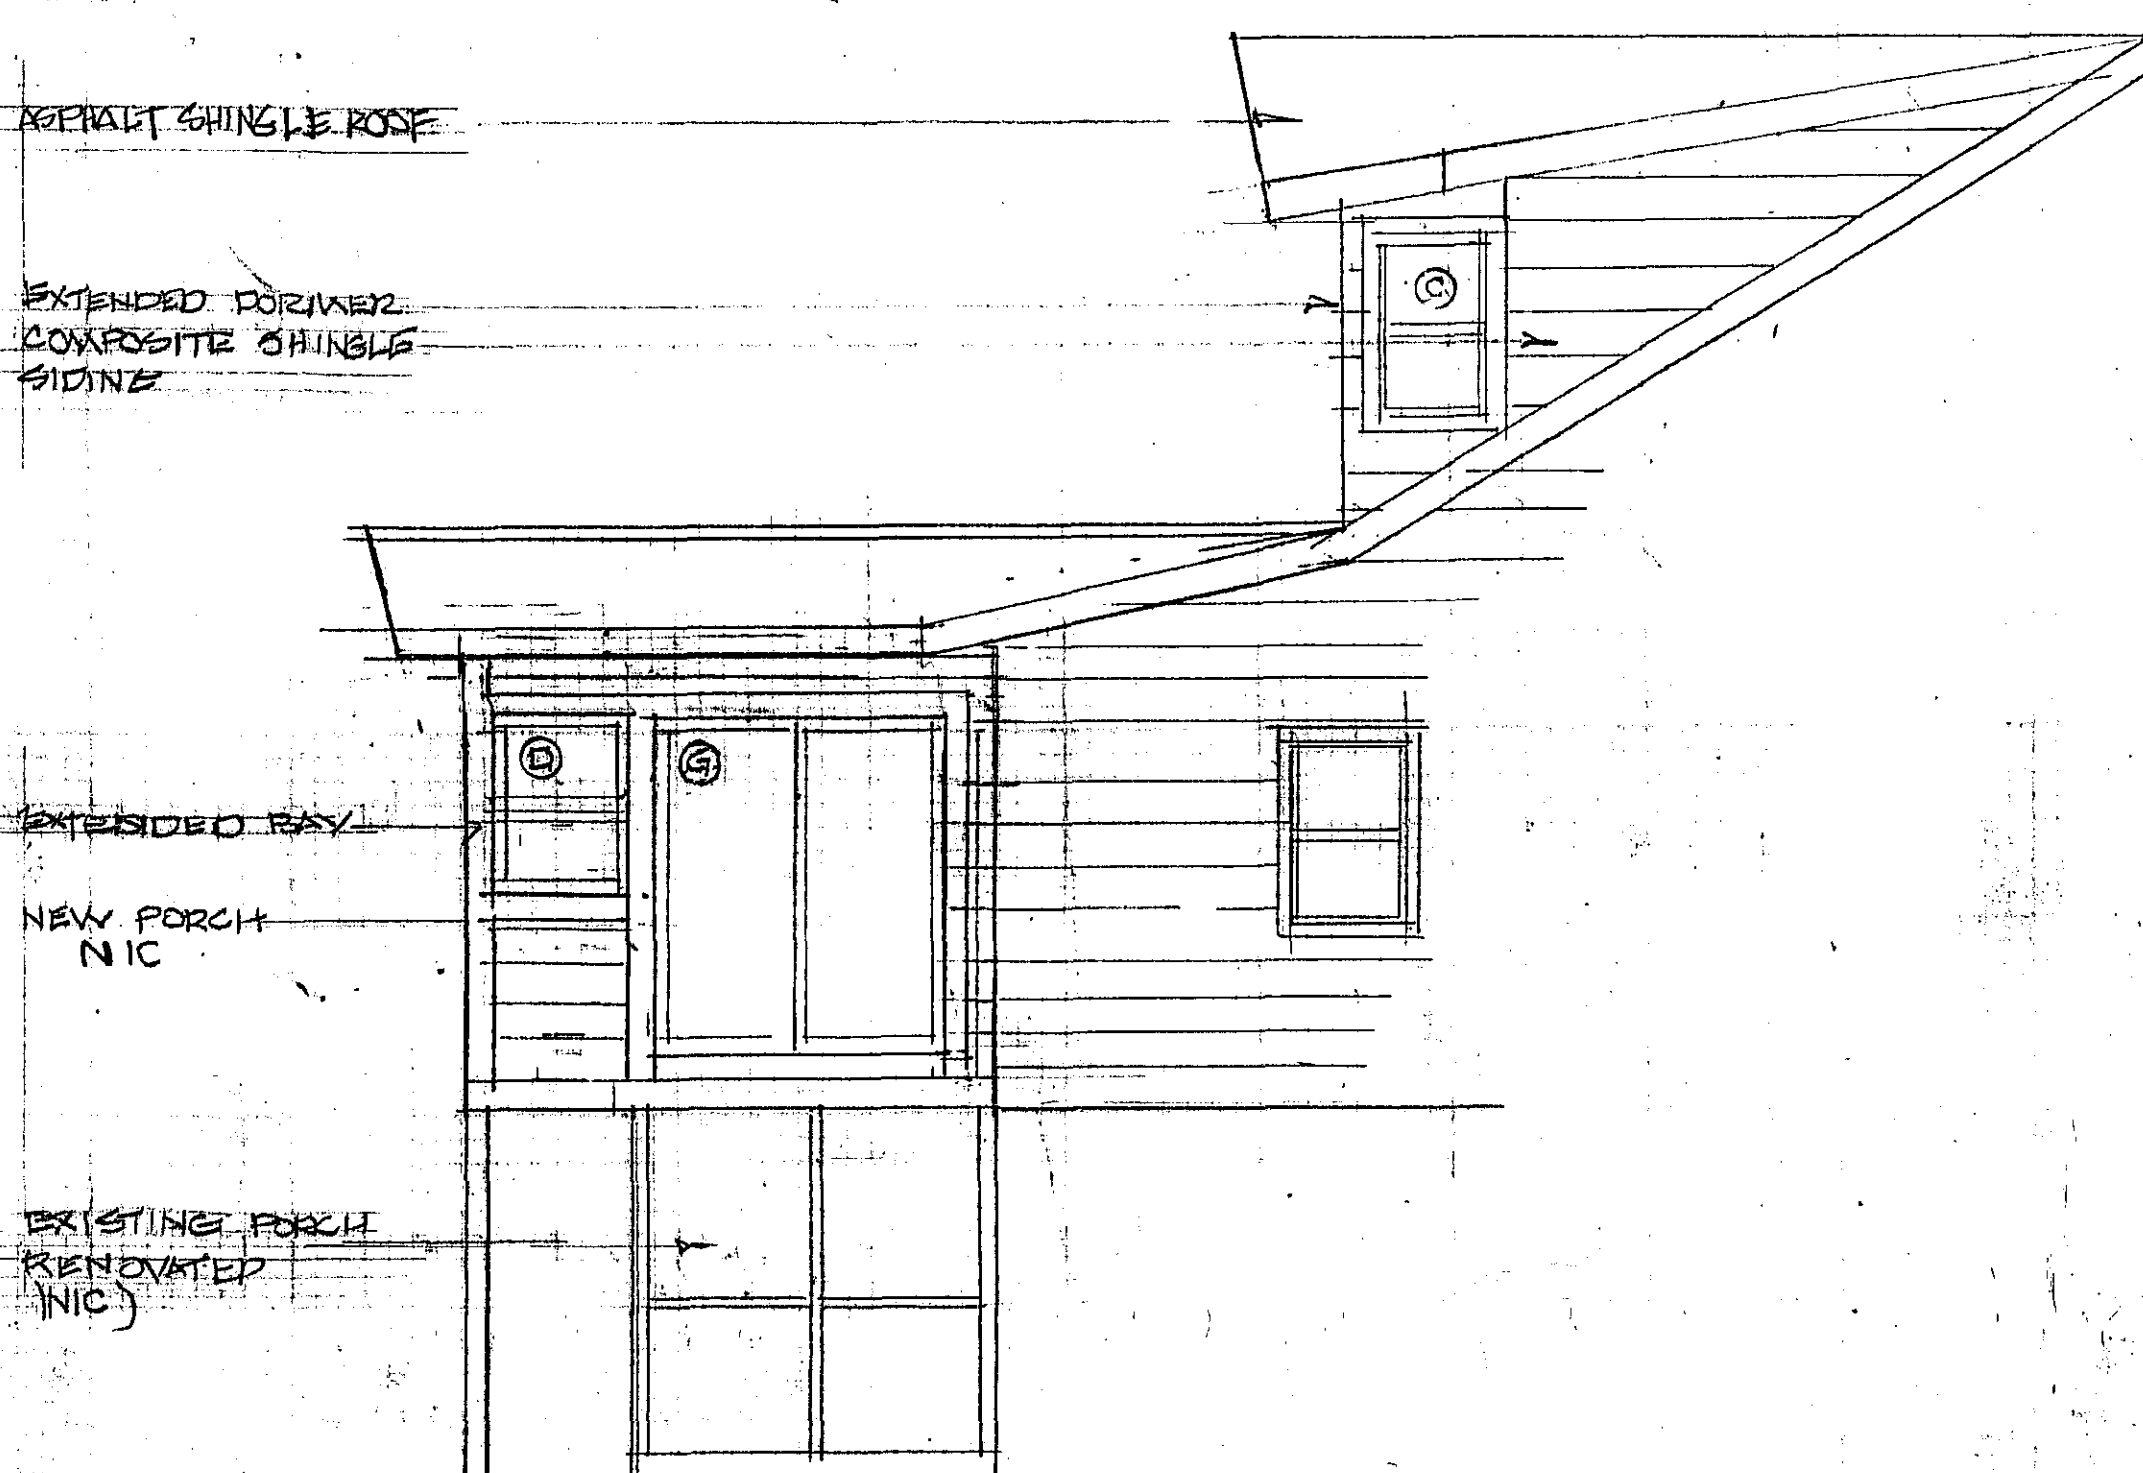 ASPHALT SHINGLE ROOF
EXTENDED DORMER
COMPOSITE SHINGLE
SIDING
C
EXTENDED BAY
D
G
NEW PORCH
NIC
EXISTING PORCH
RENOVATED
(NIC)